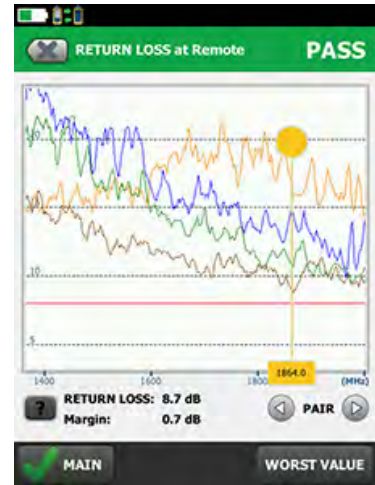 RETURN LOSS at Remote PASS
10
5
1400 1600 1800 (MHz)
1864.0
? RETURN LOSS: 8.7 dB
Margin: 0.7 dB
PAIR
MAIN WORST VALUE